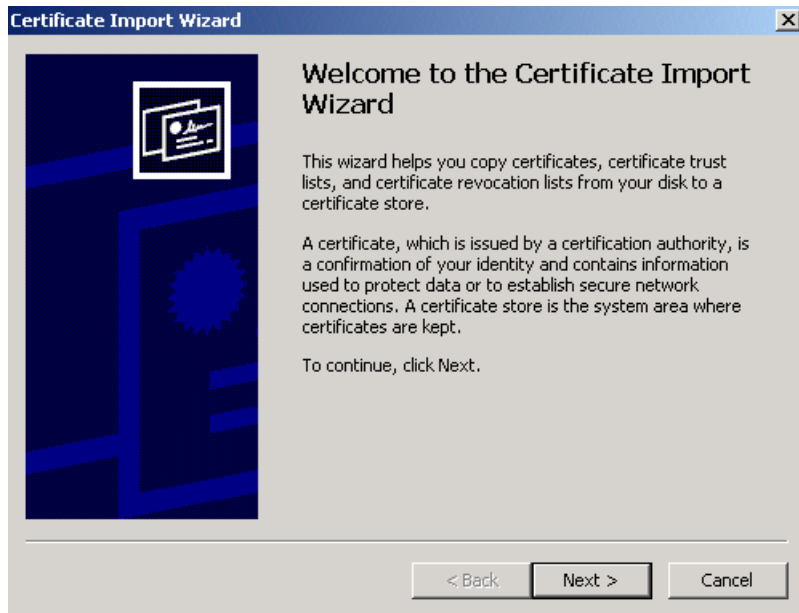 Certificate Import Wizard
Welcome to the Certificate Import
Wizard
This wizard helps you copy certificates, certificate trust
lists, and certificate revocation lists from your disk to a
certificate store.
A certificate, which is issued by a certification authority, is
a confirmation of your identity and contains information
used to protect data or to establish secure network
connections. A certificate store is the system area where
certificates are kept.
To continue, click Next.
< Back
Next >
Cancel